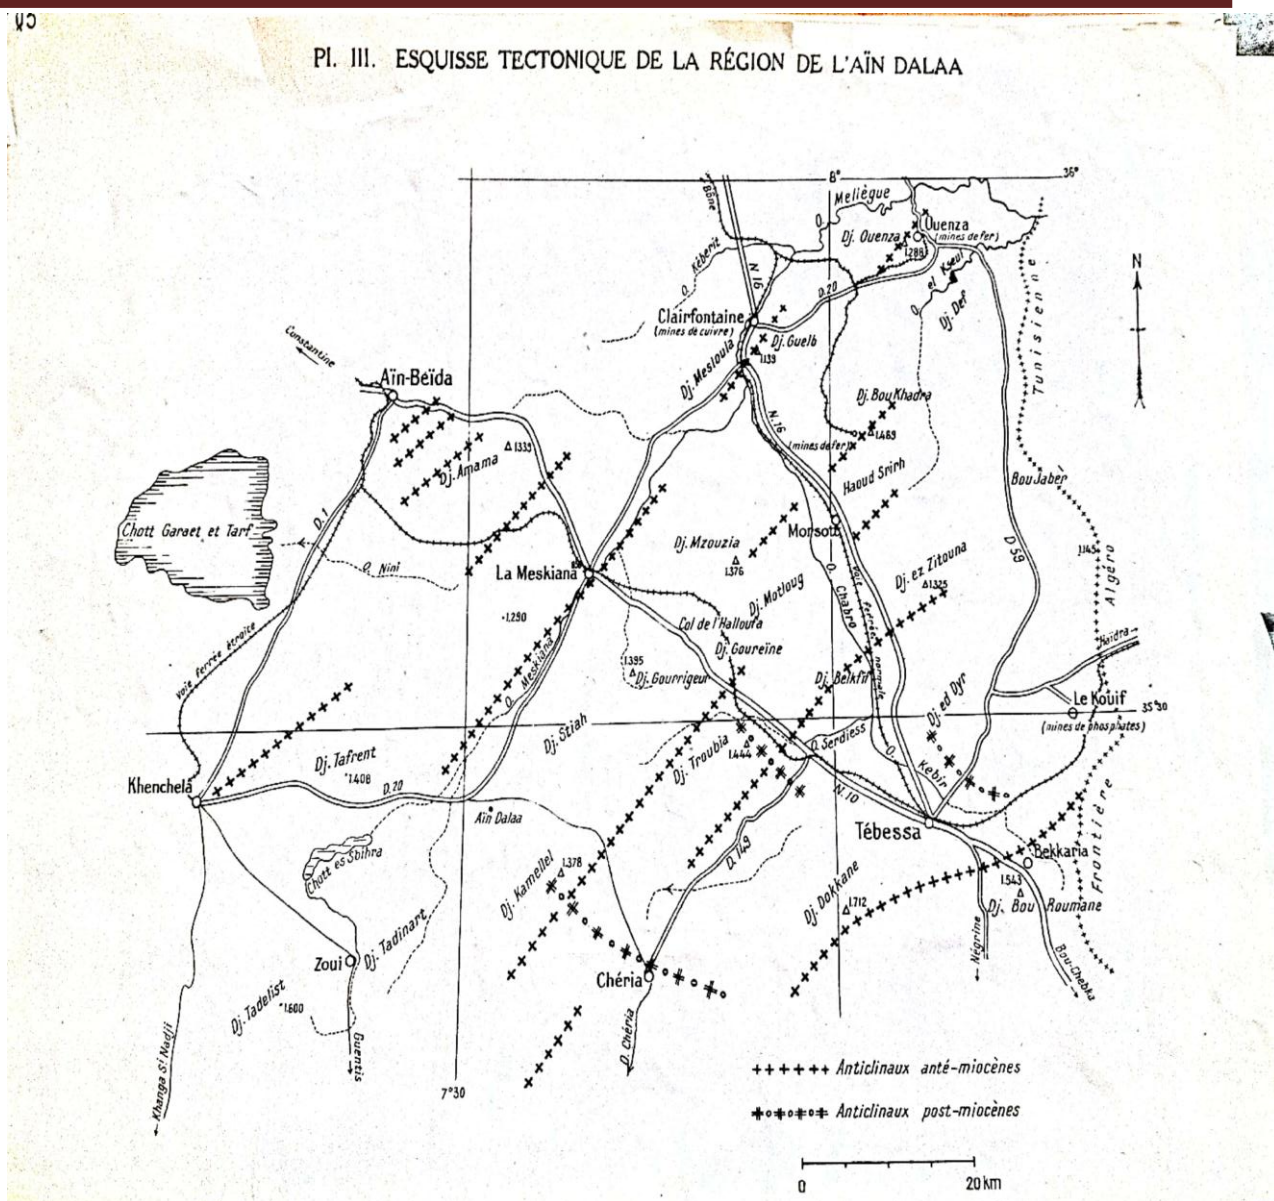 Pl. III. ESQUISSE TECTONIQUE DE LA RÉGION DE L'AÏN DALAA
8°
36°
Bône
Meliègue
O.
Ouenza
(mines de fer)
Dj. Ouenza
1.288
O. Kéberit
N 16
D.20
O. el Kseul
Dj. Def
N
Tunisienne
Clairfontaine
(mines de cuivre)
Dj. Guelb
1.139
Dj. Mesloula
Constantine
Aïn-Beïda
Dj. Bou Khadra
1.469
N.16
(mines de fer)
1.339
Dj. Amama
Haoud Srirh
Bou Jaber
D.1
Chott Garaet et Tarf
Morsott
Dj. Mzouzia
1.376
D 59
1.145
O. Nini
La Meskiana
Dj. ez Zitouna
1.325
Dj. Motloug
O. Chabro
Voie ferrée normale
Algéro
1.290
Col de l'Halloufa
Dj. Goureïne
Haïdra
Voie ferrée étroite
O. Meskiana
1.395
Dj. Gourrigeur
Dj. Belkfif
Dj. ed Dyr
Le Kouif
(mines de phosphates)
35°30
Dj. Stiah
O. Serdiess
Dj. Tafrent
1.408
Dj. Troubia
1.444
O. Kebir
Khenchela
D.20
N.10
Frontière
Aïn Dalaa
Tébessa
D. 149
Bekkaria
Chott es Sbihra
1.378
Dj. Kamellel
1.543
Dj. Bou Roumane
Dj. Dokkane
1.712
Dj. Tadinart
Négrine
Bou-Chebka
Zoui
Chéria
Dj. Tadelist
1.600
Khanga Si Nadji
Guentis
O. Chéria
7°30
Anticlinaux anté-miocènes
Anticlinaux post-miocènes
0
20 km